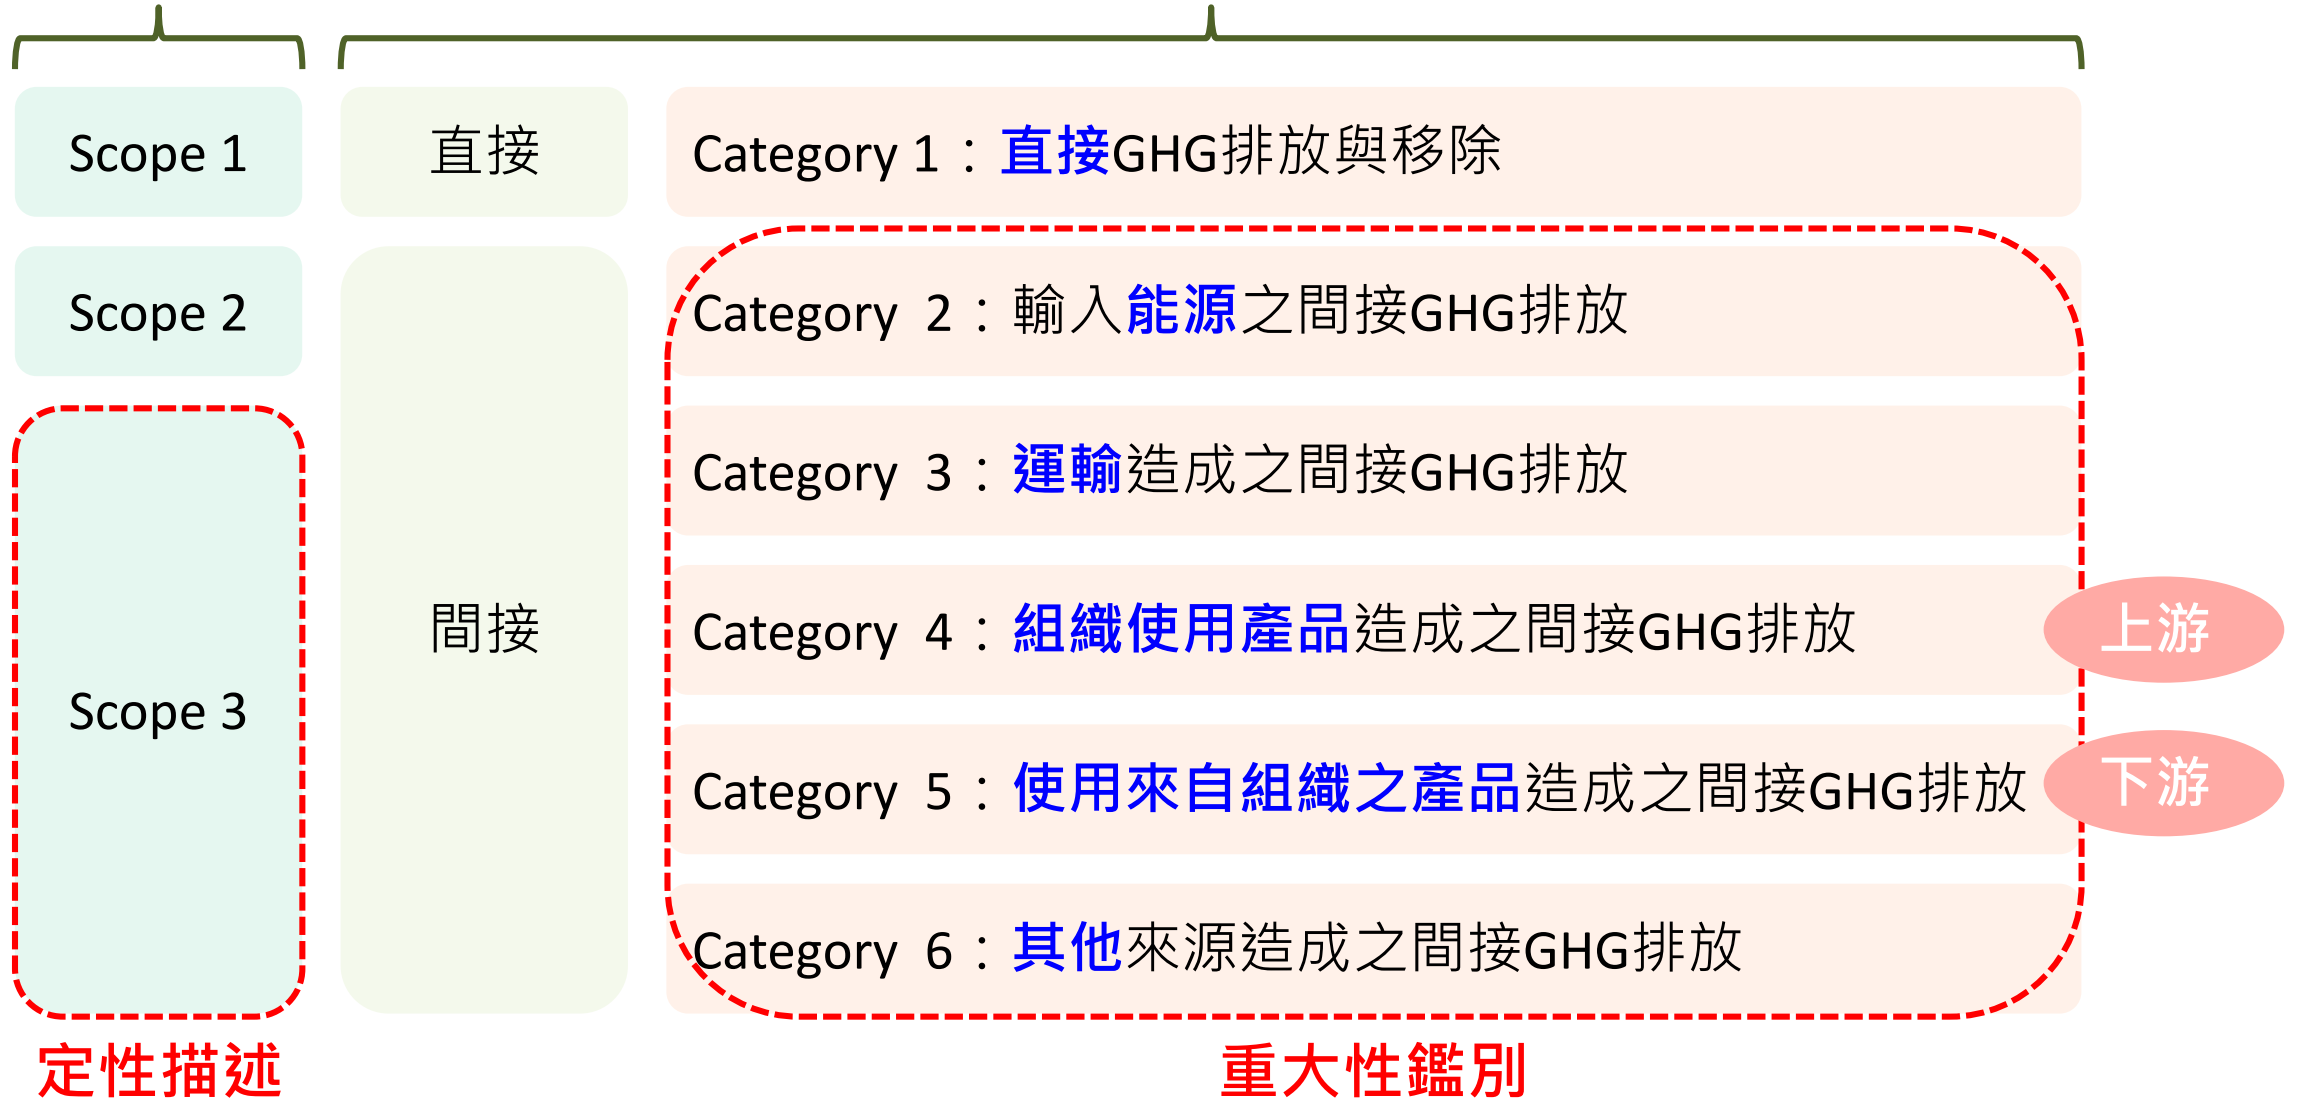 Scope 1
直接
Category 1：直接GHG排放與移除
Scope 2
Category 2：輸入能源之間接GHG排放
Category 3：運輸造成之間接GHG排放
間接
Category 4：組織使用產品造成之間接GHG排放
上游
Scope 3
Category 5：使用來自組織之產品造成之間接GHG排放
下游
Category 6：其他來源造成之間接GHG排放
定性描述
重大性鑑別